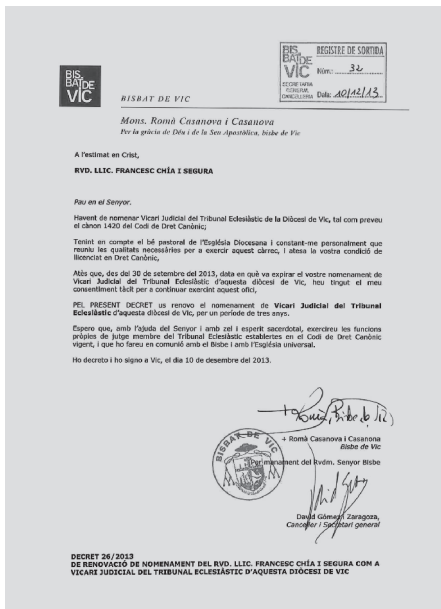 BIS
BAT DE
VIC
BISBAT DE VIC
BIS
BAT DE
VIC
SECRETARIA
GENERAL
CANCELLERIA
REGISTRE DE SORTIDA
Núm: 32
Data: 10/12/13
Mons. Romà Casanova i Casanova
Per la gràcia de Déu i de la Seu Apostòlica, bisbe de Vic
A l'estimat en Crist,
RVD. LLIC. FRANCESC CHÍA I SEGURA
Pau en el Senyor.
Havent de nomenar Vicari Judicial del Tribunal Eclesiàstic de la Diòcesi de Vic, tal com preveu
el cànon 1420 del Codi de Dret Canònic;
Tenint en compte el bé pastoral de l'Església Diocesana i constant-me personalment que
reuniu les qualitats necessàries per a exercir aquest càrrec, i atesa la vostra condició de
llicenciat en Dret Canònic,
Atès que, des del 30 de setembre del 2013, data en què va expirar el vostre nomenament de
Vicari Judicial del Tribunal Eclesiàstic d'aquesta diòcesi de Vic, heu tingut el meu
consentiment tàcit per a continuar exercint aquest ofici,
PEL PRESENT DECRET us renovo el nomenament de Vicari Judicial del Tribunal
Eclesiàstic d'aquesta diòcesi de Vic, per un període de tres anys.
Espero que, amb l'ajuda del Senyor i amb zel i esperit sacerdotal, exercireu les funcions
pròpies de jutge membre del Tribunal Eclesiàstic establertes en el Codi de Dret Canònic
vigent, i que ho fareu en comunió amb el Bisbe i amb l'Església universal.
Ho decreto i ho signo a Vic, el dia 10 de desembre del 2013.
+ Romà, Bisbe de Vic
+ Romà Casanova i Casanona
Bisbe de Vic
BISBAT DE VIC
Per manament del Rvdm. Senyor Bisbe
David Gómez i Zaragoza,
Canceller i Secretari general
DECRET 26/2013
DE RENOVACIÓ DE NOMENAMENT DEL RVD. LLIC. FRANCESC CHÍA I SEGURA COM A
VICARI JUDICIAL DEL TRIBUNAL ECLESIÀSTIC D'AQUESTA DIÒCESI DE VIC